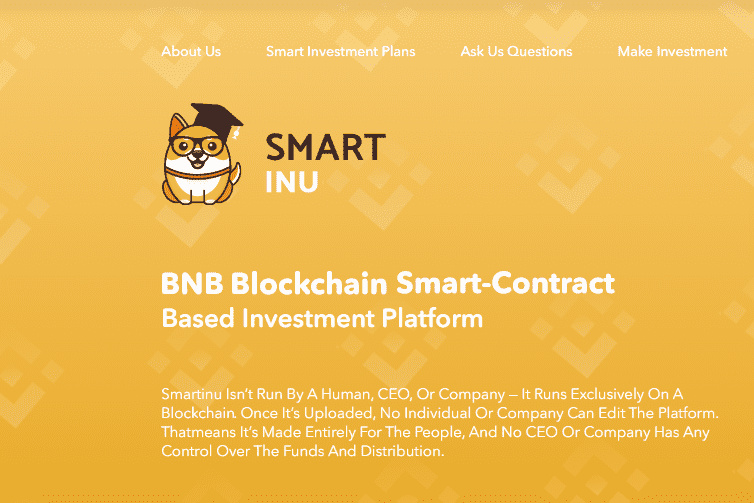 About Us Smart Investment Plans Ask Us Questions Make Investment
SMART
INU
BNB Blockchain Smart-Contract
Based Investment Platform
Smartinu Isn't Run By A Human, CEO, Or Company – It Runs Exclusively On A
Blockchain. Once It's Uploaded, No Individual Or Company Can Edit The Platform.
Thatmeans It's Made Entirely For The People, And No CEO Or Company Has Any
Control Over The Funds And Distribution.